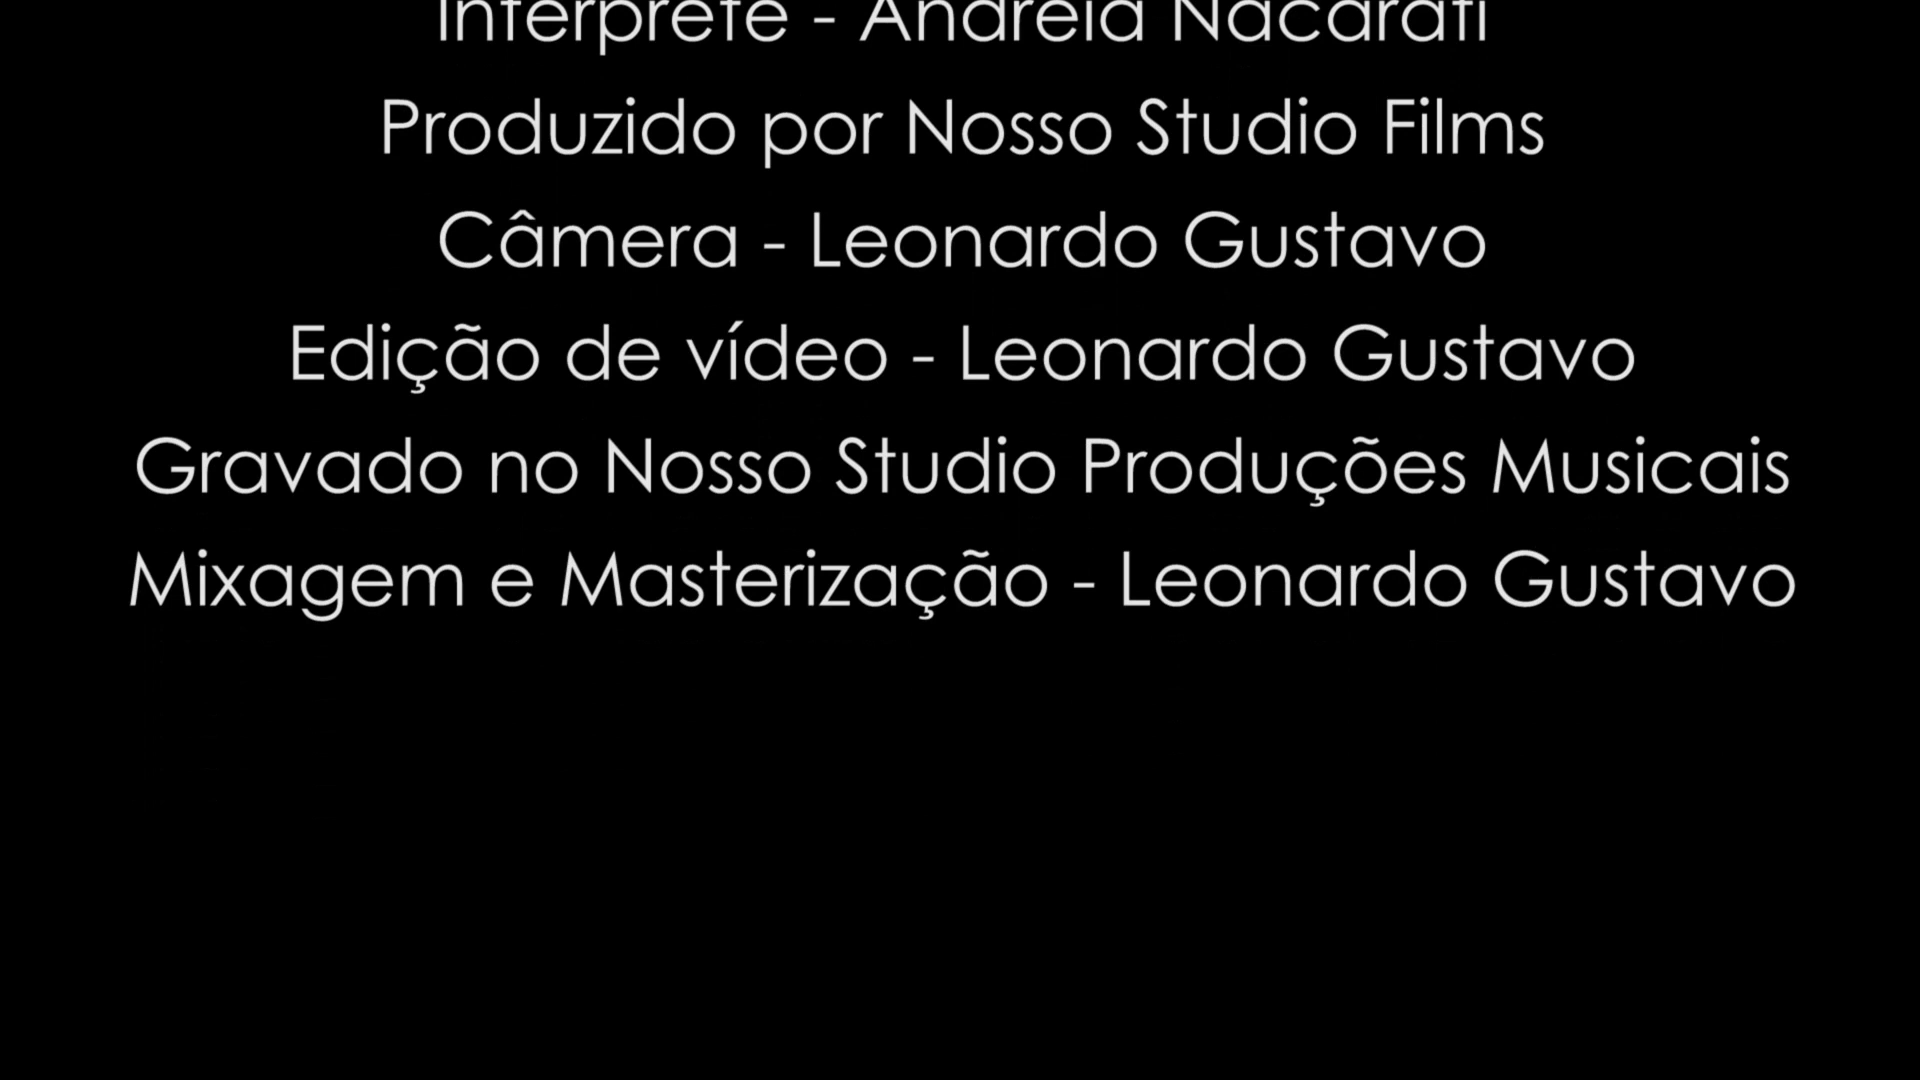 Intérprete - Andreia Nacarati
Produzido por Nosso Studio Films
Câmera - Leonardo Gustavo
Edição de vídeo - Leonardo Gustavo
Gravado no Nosso Studio Produções Musicais
Mixagem e Masterização - Leonardo Gustavo